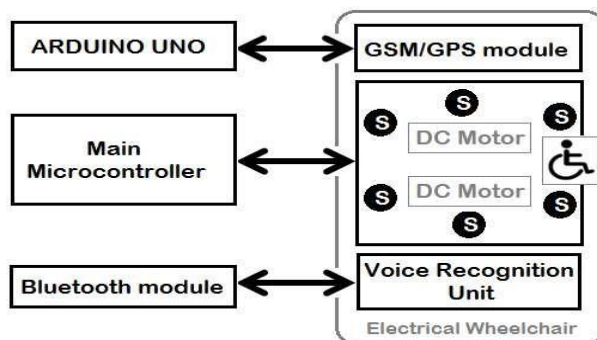 ARDUINO UNO
GSM/GPS module
Main
Microcontroller
S
S
S
DC Motor
DC Motor
S
S
S
Bluetooth module
Voice Recognition
Unit
Electrical Wheelchair